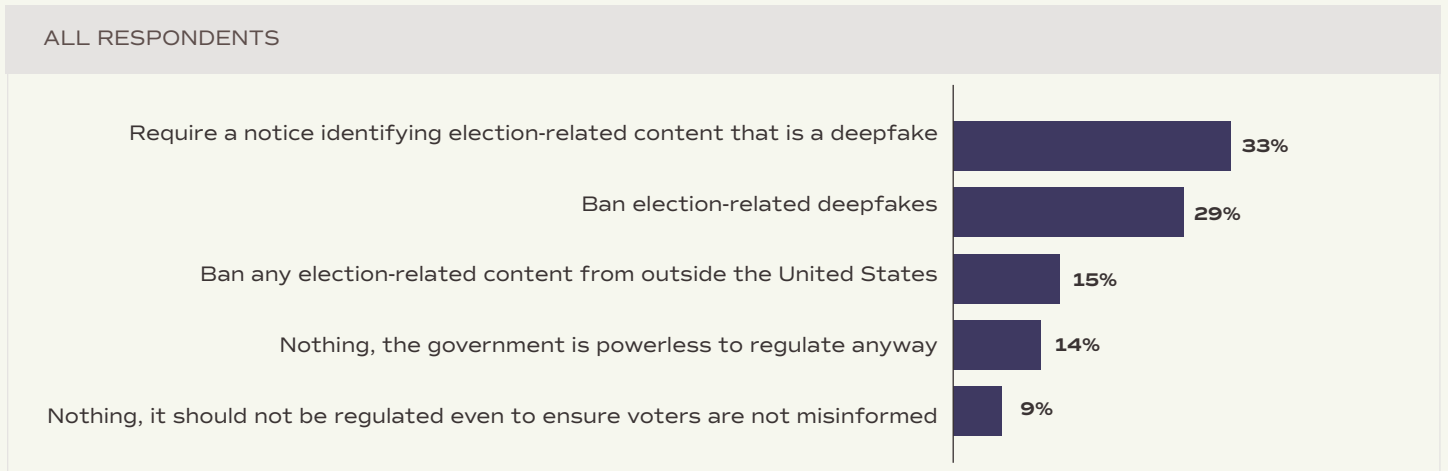 ALL RESPONDENTS
Require a notice identifying election-related content that is a deepfake
33%
Ban election-related deepfakes
29%
Ban any election-related content from outside the United States
15%
Nothing, the government is powerless to regulate anyway
14%
Nothing, it should not be regulated even to ensure voters are not misinformed
9%